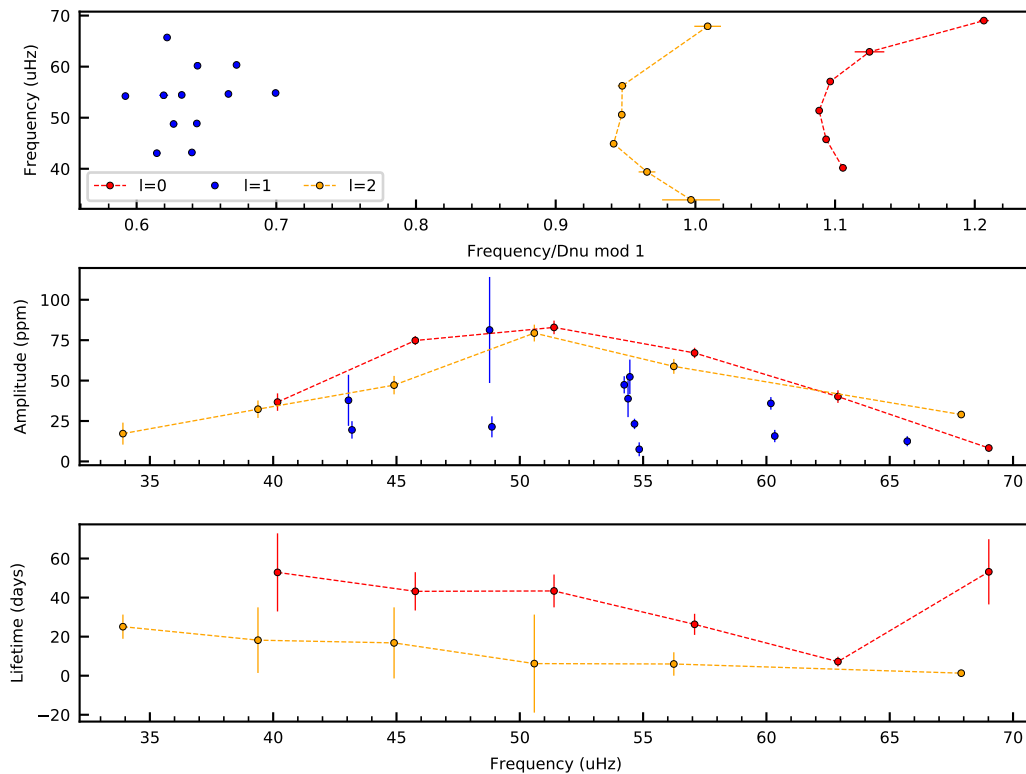 70
60
50
40
Frequency (uHz)
l=0 l=1 l=2
0.6 0.7 0.8 0.9 1.0 1.1 1.2
Frequency/Dnu mod 1
100
75
50
25
0
Amplitude (ppm)
35 40 45 50 55 60 65 70
60
40
20
0
−20
Lifetime (days)
35 40 45 50 55 60 65 70
Frequency (uHz)